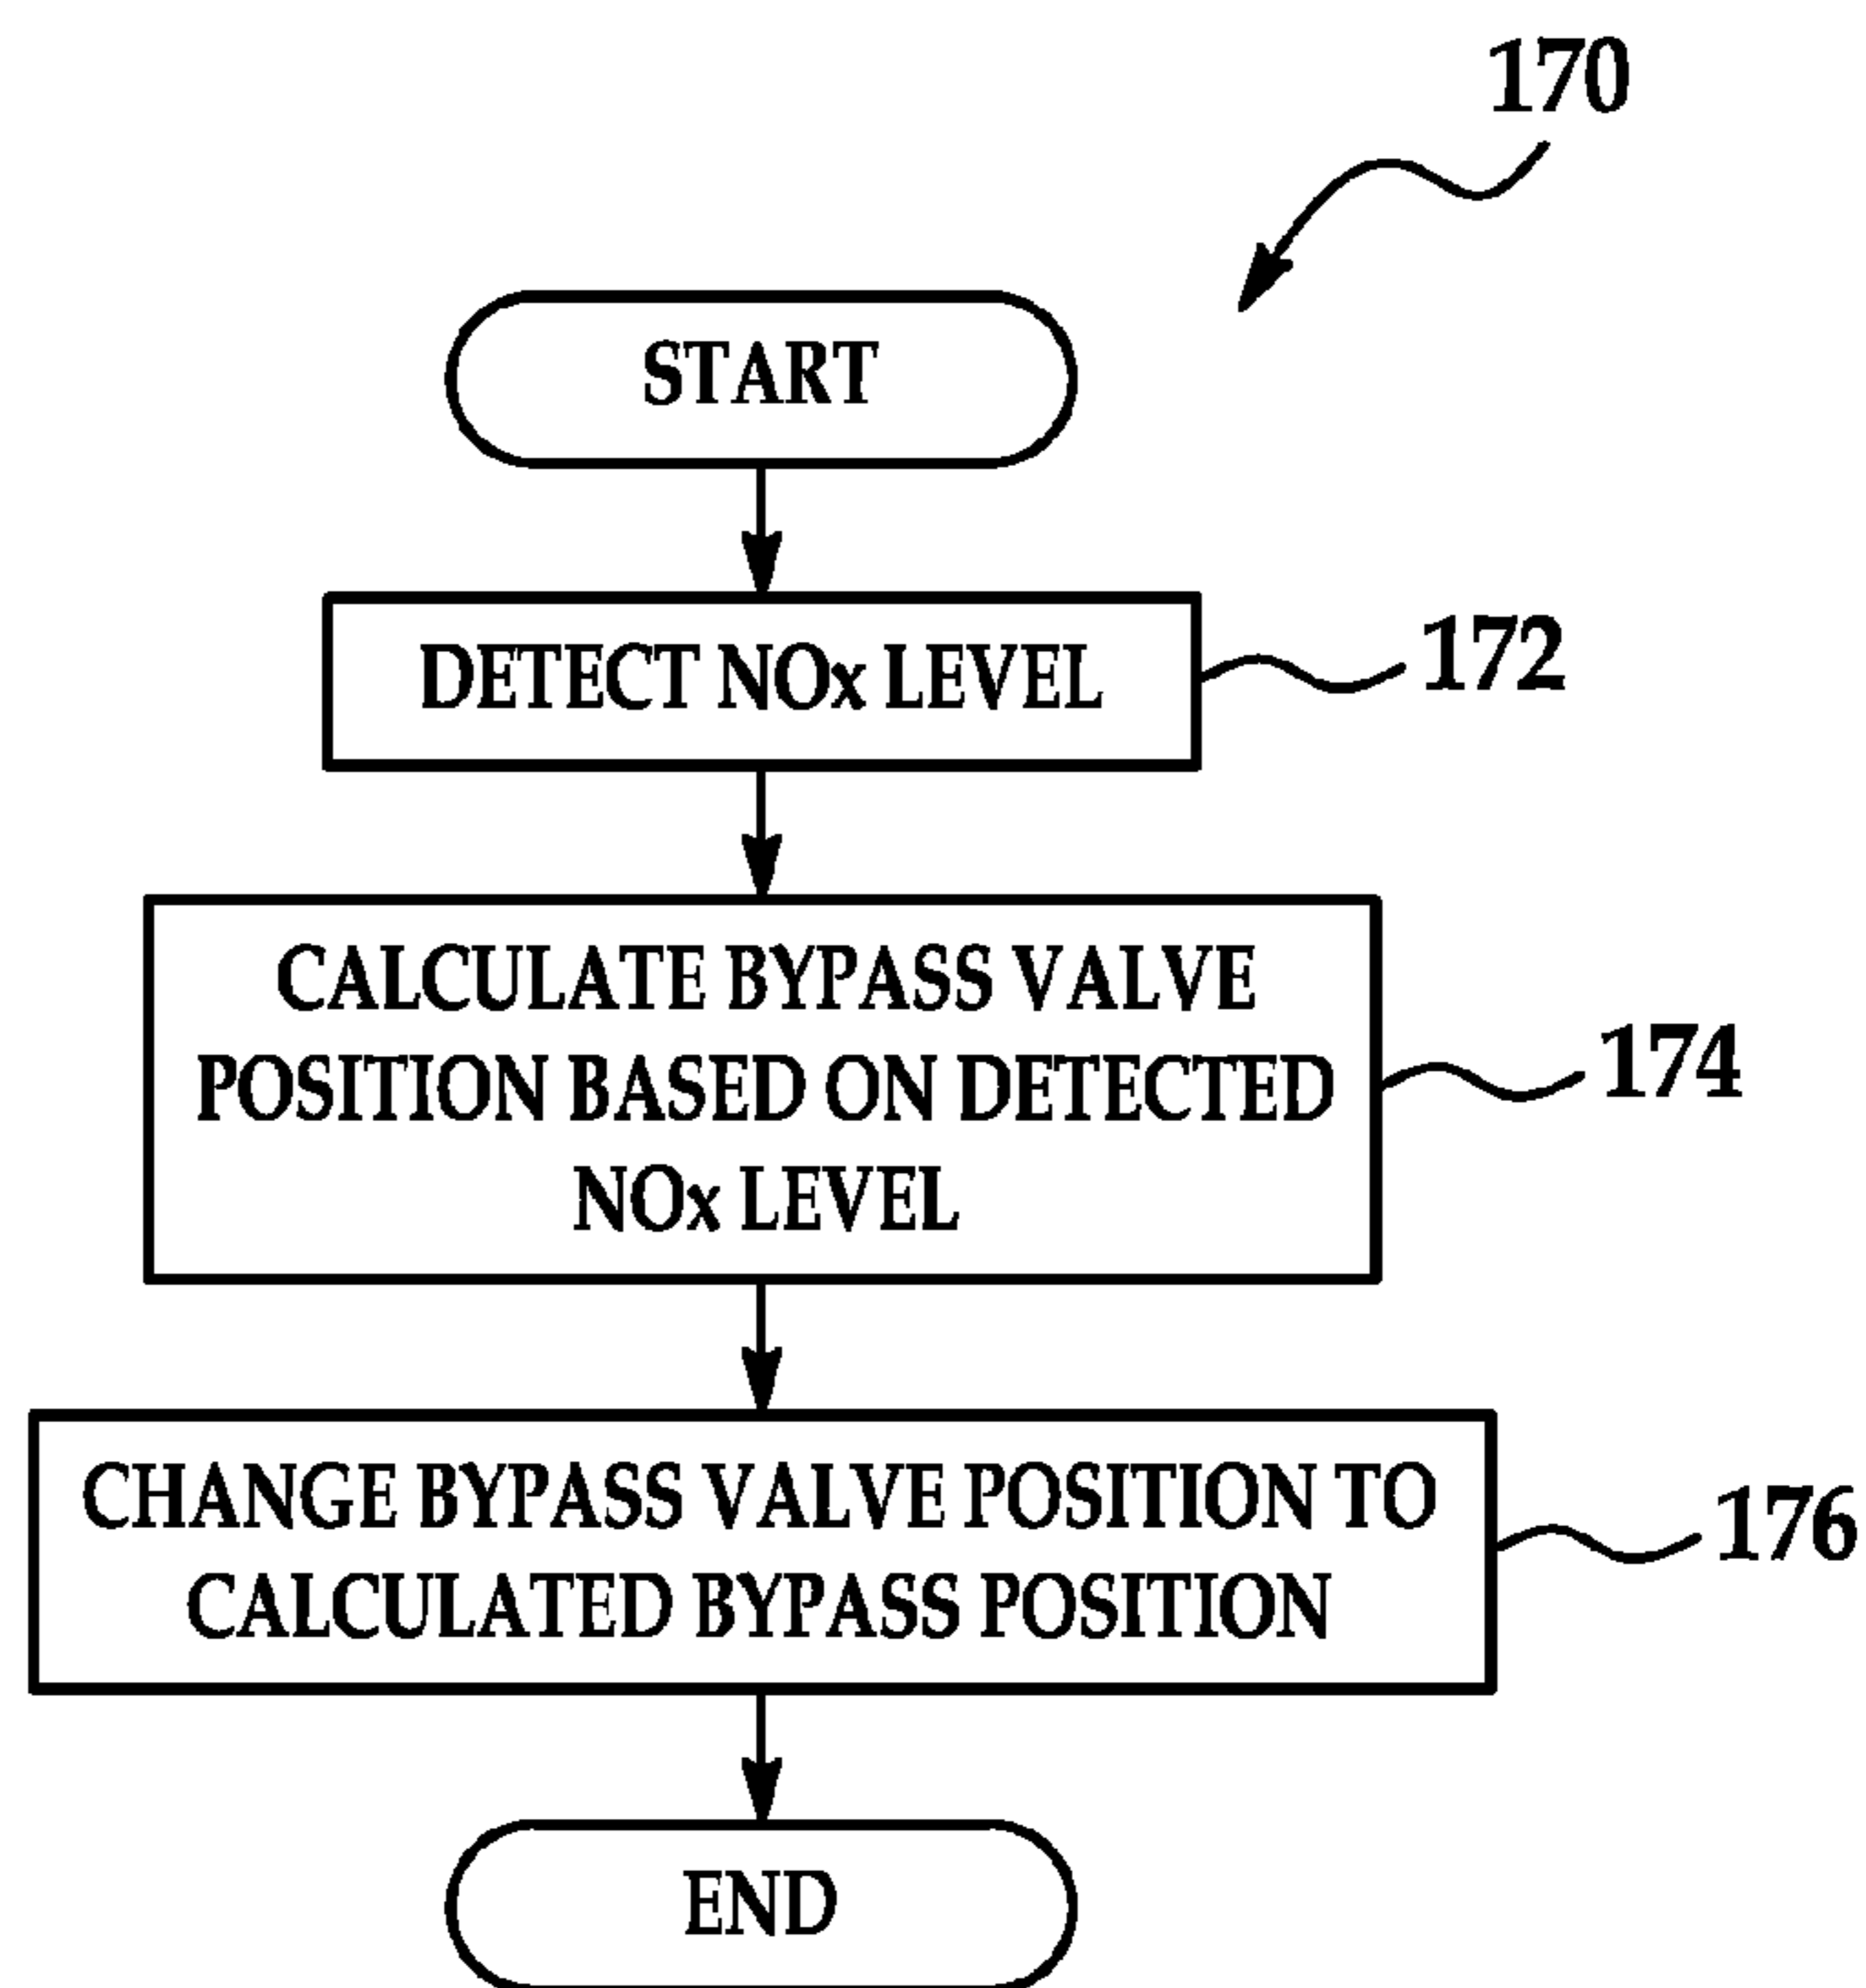 170
START
DETECT NOx LEVEL
172
CALCULATE BYPASS VALVE
POSITION BASED ON DETECTED
NOx LEVEL
174
CHANGE BYPASS VALVE POSITION TO
CALCULATED BYPASS POSITION
176
END